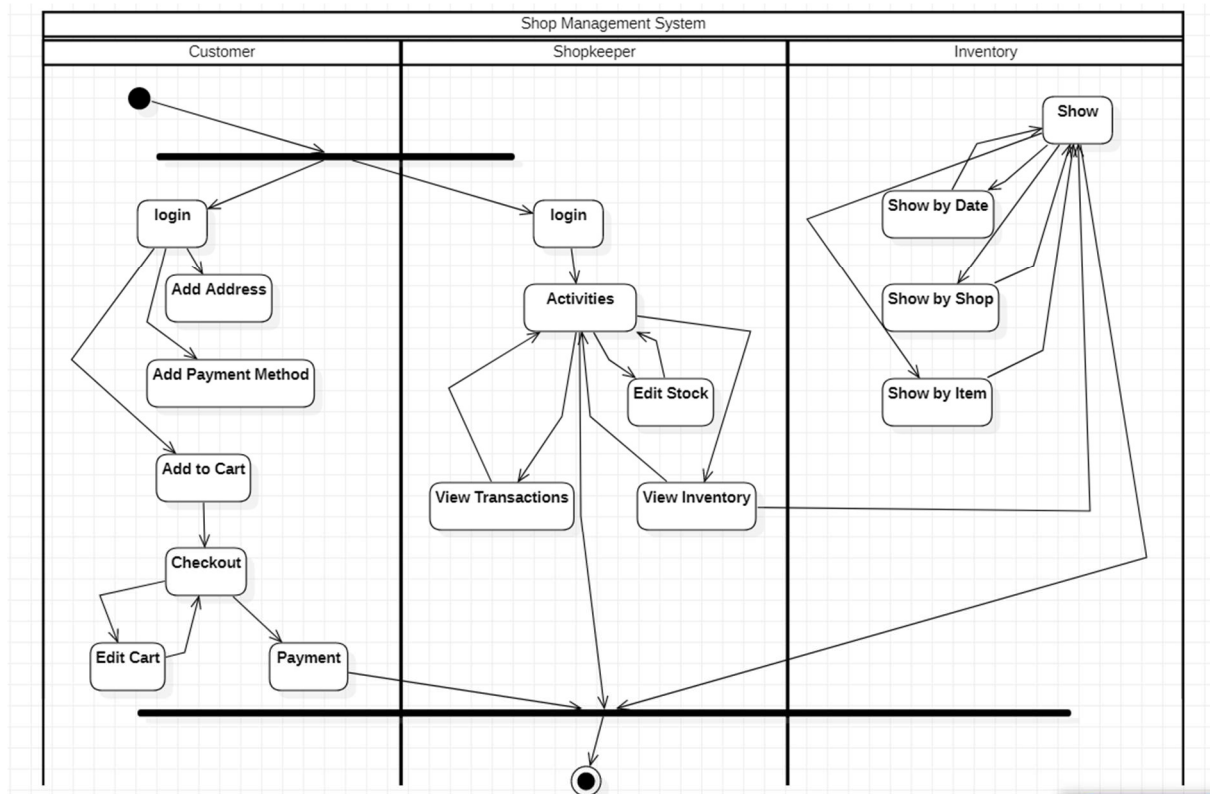 Shop Management System
Customer
Shopkeeper
Inventory
login
Add Address
Add Payment Method
Add to Cart
Checkout
Edit Cart
Payment
login
Activities
Edit Stock
View Transactions
View Inventory
Show
Show by Date
Show by Shop
Show by Item